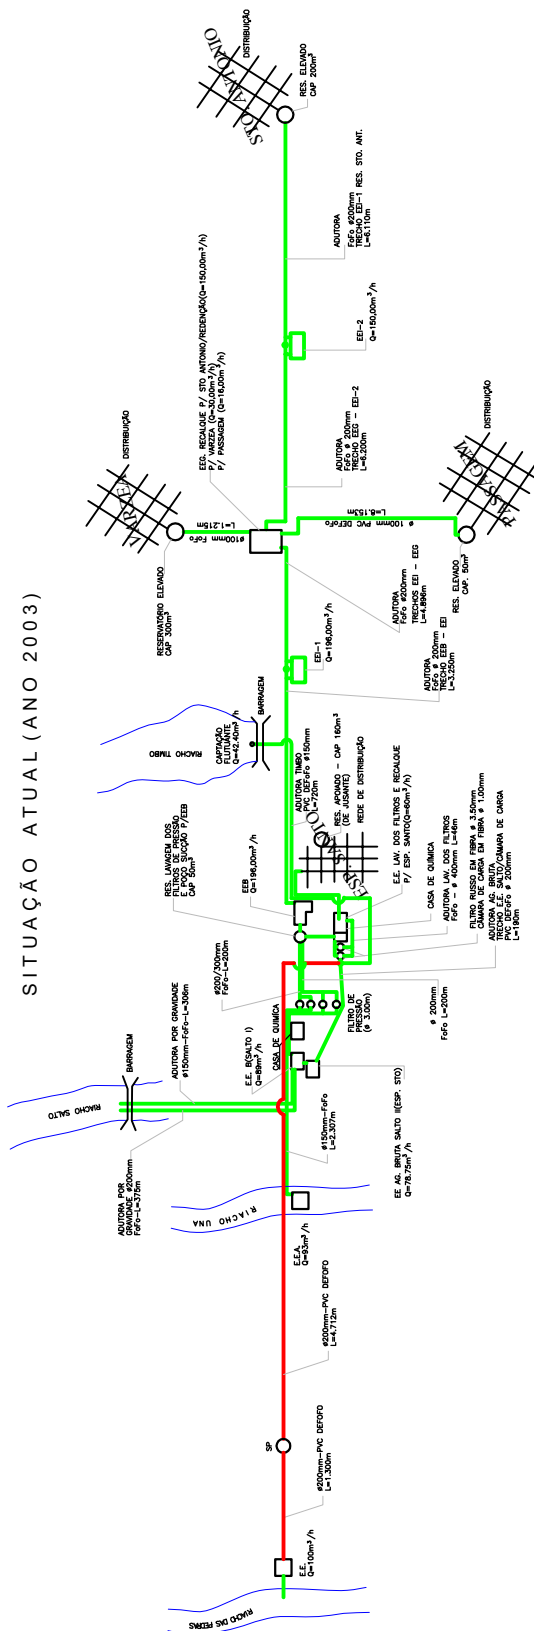 SITUAÇÃO ATUAL (ANO 2003)
RIACHO DAS PEDRAS
E.E.
Q=100m³/h
ø200mm-PVC DEFOFO
L=1.300m
SP
ø200mm-PVC DEFOFO
L=4.712m
E.E.A.
Q=93m³/h
RIACHO UNA
ø150mm-FoFo
L=2.307m
ADUTORA POR
GRAVIDADE ø200mm
FoFo-L=375m
RIACHO SALTO
BARRAGEM
ADUTORA POR GRAVIDADE
ø150mm-FoFo-L=306m
EE AG. BRUTA SALTO II(ESP. STO)
Q=78.75m³/h
E.E. B(SALTO I)
Q=89m³/h
CASA DE QUÍMICA
FILTRO DE
PRESSÃO
(ø 3.00m)
ø200/300mm
FoFo-L=200m
ø 200mm
FoFo L=200m
EEB
Q=196,00m³/h
RES. LAVAGEM DOS
FILTROS DE PRESSÃO
E POÇO SUCÇÃO P/EEB
CAP 50m³
ADUTORA AG. BRUTA
TRECHO E.E. SALTO/CÂMARA DE CARGA
PVC DEFoFo ø 200mm
L=190m
FILTRO RUSSO EM FIBRA ø 3.50m
CÂMARA DE CARGA EM FIBRA ø 1.00m
ADUTORA LAV. DOS FILTROS
FoFo - ø 400mm L=46m
CASA DE QUÍMICA
E.E. LAV. DOS FILTROS E RECALQUE
P/ ESP. SANTO(Q=60m³/h)
ESP. SANTO
REDE DE DISTRIBUIÇÃO
RES. APOIADO - CAP 160m³
(DE JUSANTE)
ADUTORA TIMBO
PVC DEFoFo ø150mm
L=720m
RIACHO TIMBO
CAPTAÇÃO
FLUTUANTE
Q=42.40m³/h
BARRAGEM
EEI-1
Q=196,00m³/h
ADUTORA
FoFo ø 200mm
TRECHO EEB - EEI
L=3.250m
ADUTORA
FoFo ø200mm
TRECHOS EEI - EEG
L=4.896m
RESERVATÓRIO ELEVADO
CAP 300m³
VARZEA
DISTRIBUIÇÃO
ø100mm FoFo
L=1.215m
EEG. RECALQUE P/ STO ANTONIO/REDENÇÃO(Q=150,00m³/h)
P/ VARZEA (Q=30,00m³/h)
P/ PASSAGEM (Q=16,00m³/h)
ø 100mm PVC DEFoFo
L=8.153m
RES. ELEVADO
CAP. 50m³
PASSAGEM
DISTRIBUIÇÃO
ADUTORA
FoFo ø 200mm
TRECHO EEG - EEI-2
L=6.200m
EEI-2
Q=150,00m³/h
ADUTORA
FoFo ø200mm
TRECHO EEI-1 RES. STO. ANT.
L=6.110m
STO. ANTONIO
DISTRIBUIÇÃO
RES. ELEVADO
CAP 200m³